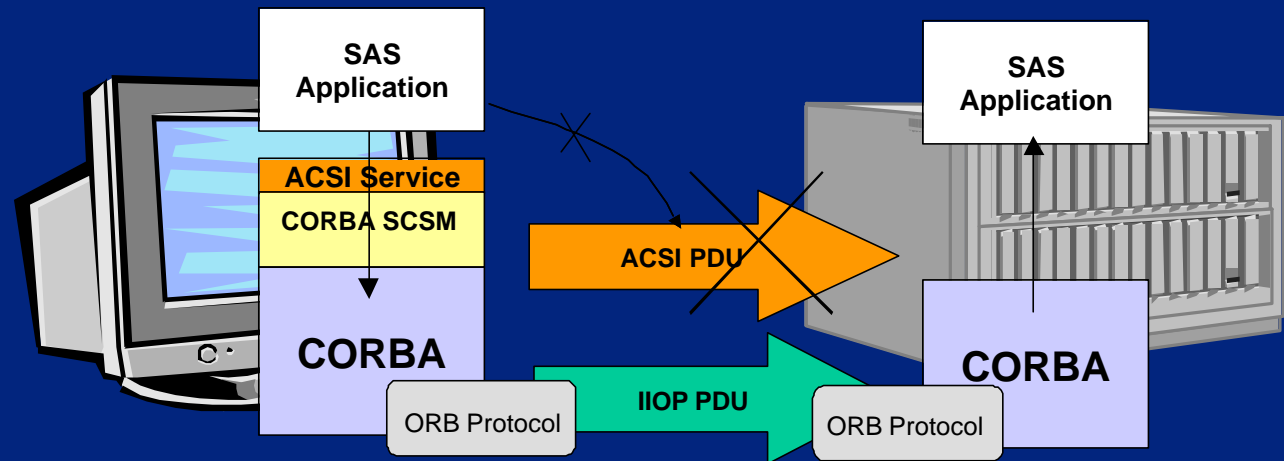 SAS
Application
ACSI Service
CORBA SCSM
CORBA
ORB Protocol
ACSI PDU
IIOP PDU
SAS
Application
CORBA
ORB Protocol